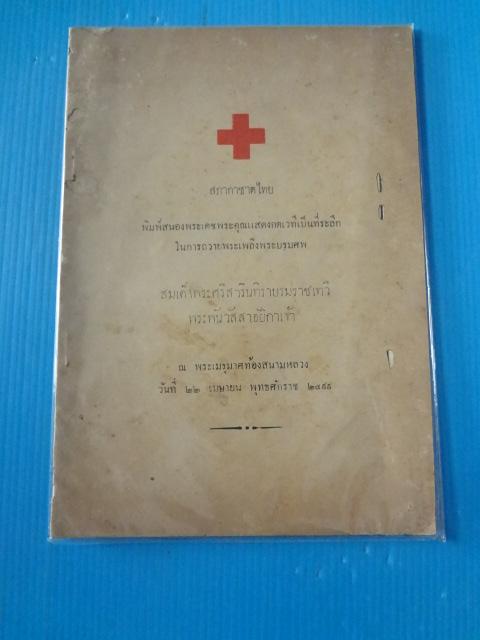 สภากาชาดไทย
พิมพ์สนองพระเดชพระคุณแสดงกตเวทีเป็นที่ระลึก
ในการถวายพระเพลิงพระบรมศพ
สมเด็จพระศรีสวรินทิราบรมราชเทวี
พระพันวัสสาอัยิกาเจ้า
ณ พระเมรุมาศท้องสนามหลวง
วันที่ ๒๒ เมษายน พุทธศักราช ๒๔๙๙